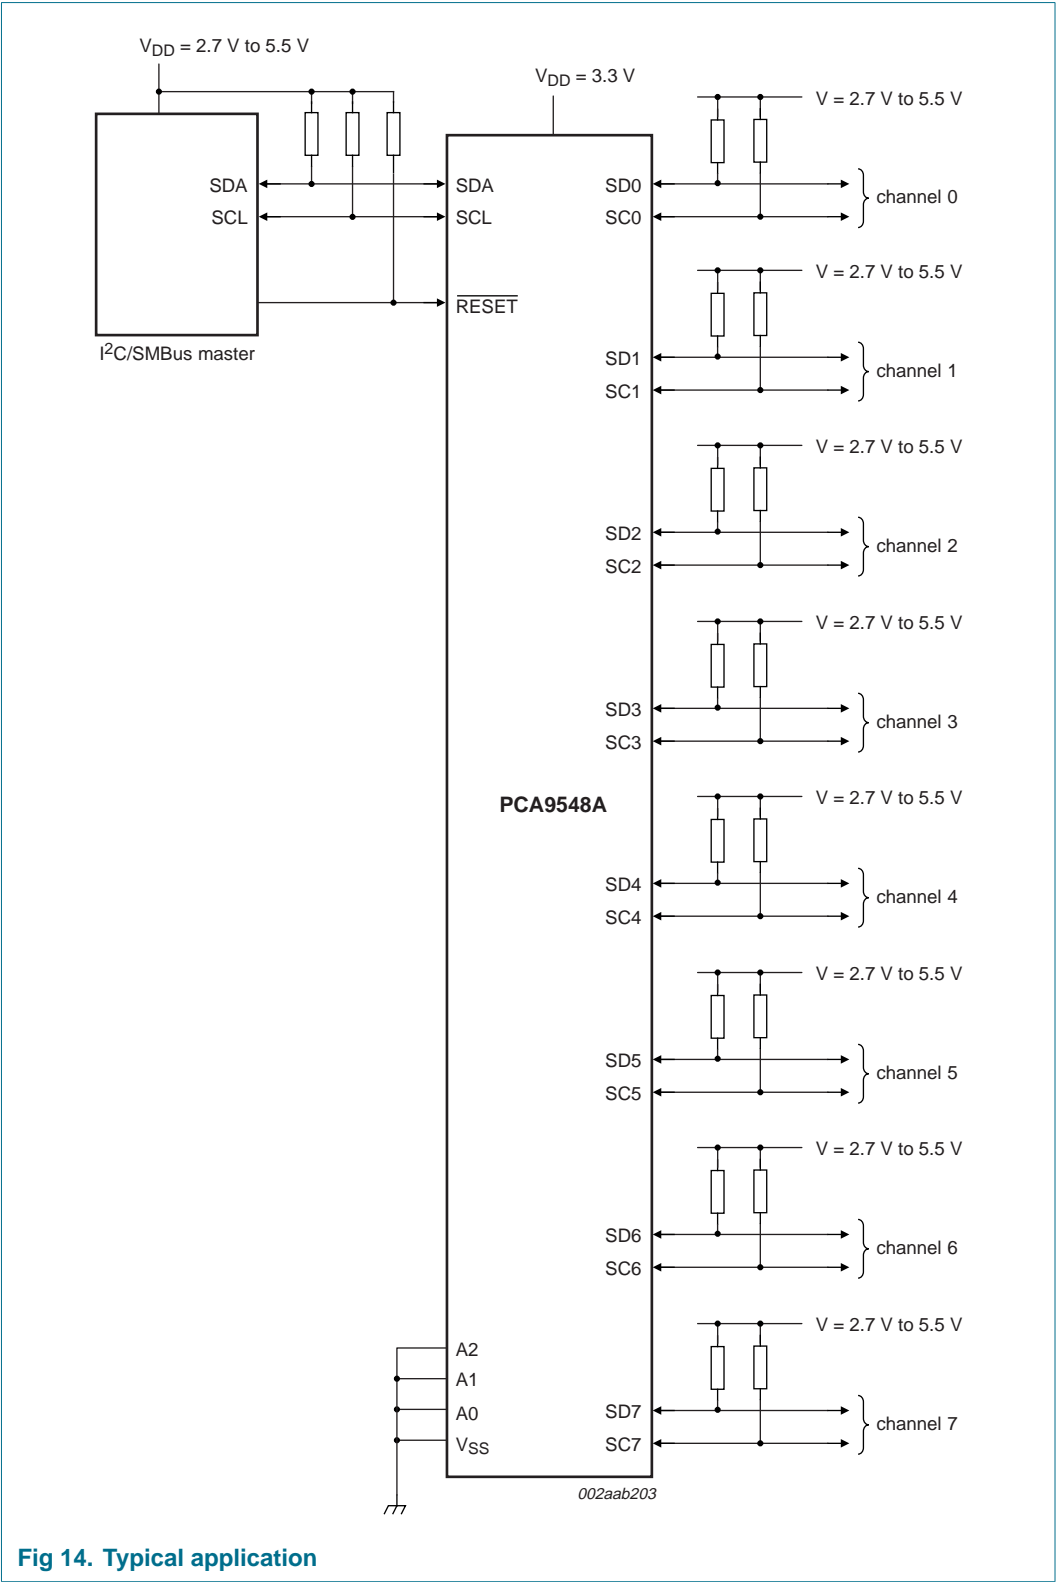 VDD = 2.7 V to 5.5 V
VDD = 3.3 V
V = 2.7 V to 5.5 V
SDA
SDA
SD0
channel 0
SCL
SCL
SC0
V = 2.7 V to 5.5 V
RESET
I2C/SMBus master
SD1
channel 1
SC1
V = 2.7 V to 5.5 V
SD2
channel 2
SC2
V = 2.7 V to 5.5 V
SD3
channel 3
SC3
PCA9548A
V = 2.7 V to 5.5 V
SD4
channel 4
SC4
V = 2.7 V to 5.5 V
SD5
channel 5
SC5
V = 2.7 V to 5.5 V
SD6
channel 6
SC6
V = 2.7 V to 5.5 V
A2
A1
A0
SD7
channel 7
VSS
SC7
002aab203
Fig 14. Typical application